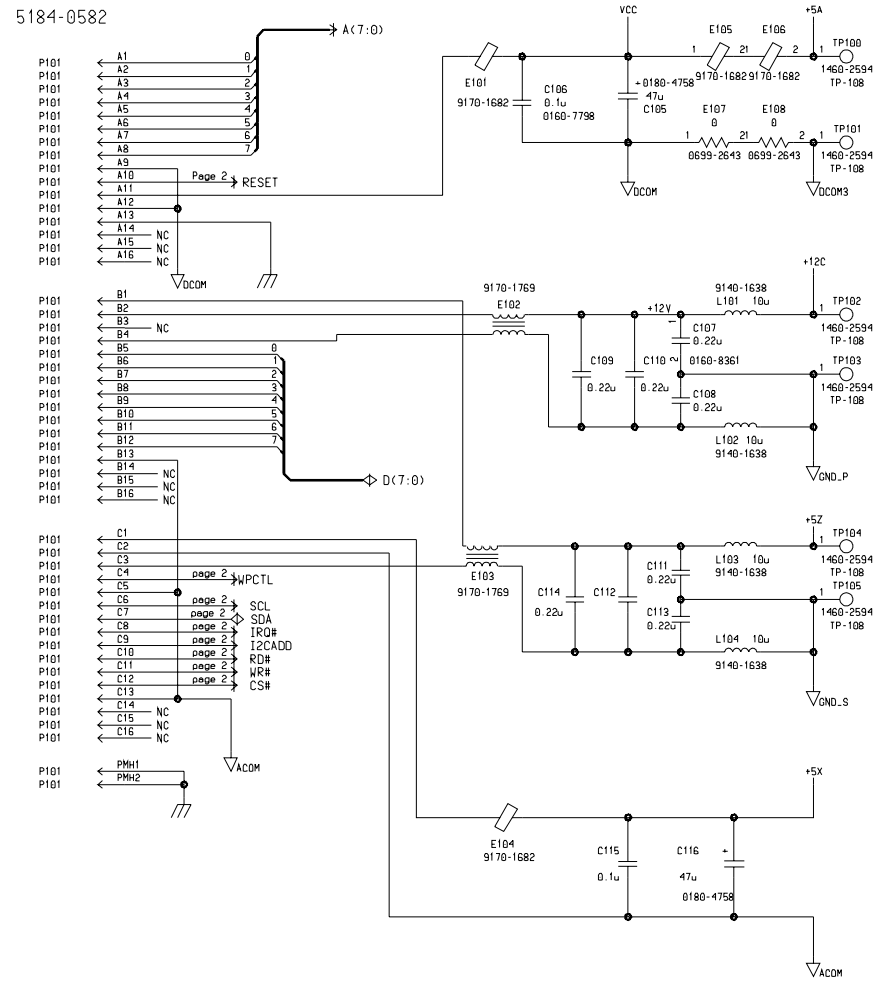 5184-0582
A(7:0)
P101 A1 0
P101 A2 1
P101 A3 2
P101 A4 3
P101 A5 4
P101 A6 5
P101 A7 6
P101 A8 7
P101 A9
P101 A10 Page 2 RESET
P101 A11
P101 A12
P101 A13
P101 A14 NC
P101 A15 NC
P101 A16 NC
DCOM
VCC
+5A
E101
9170-1682
C106
0.1u
0160-7798
+ 0180-4758
47u
C105
E105 E106
1 21 2 1 TP100
9170-1682 9170-1682
1460-2594
TP-108
E107 E108
0 0
1 21 2 1 TP101
0699-2643 0699-2643
1460-2594
TP-108
DCOM
DCOM3
P101 B1
P101 B2
P101 B3 NC
P101 B4
P101 B5 0
P101 B6 1
P101 B7 2
P101 B8 3
P101 B9 4
P101 B10 5
P101 B11 6
P101 B12 7
P101 B13
P101 B14 NC
P101 B15 NC
P101 B16 NC
D(7:0)
9170-1769
E102
+12C
+12V
9140-1638
L101 10u
1 TP102
1460-2594
TP-108
1
C107
0.22u
2 0160-8361
C109
0.22u
C110
0.22u
C108
0.22u
1 TP103
1460-2594
TP-108
L102 10u
9140-1638
GND_P
P101 C1
P101 C2
P101 C3
P101 C4 page 2 WPCTL
P101 C5
P101 C6 page 2 SCL
P101 C7 page 2 SDA
P101 C8 page 2 IRQ#
P101 C9 page 2 I2CADD
P101 C10 page 2 RD#
P101 C11 page 2 WR#
P101 C12 page 2 CS#
P101 C13
P101 C14 NC
P101 C15 NC
P101 C16 NC
ACOM
P101 PMH1
P101 PMH2
E103
9170-1769
+5Z
1 TP104
1460-2594
TP-108
C114
0.22u
C112
C111
0.22u
C113
0.22u
L103 10u
9140-1638
1 TP105
1460-2594
TP-108
L104 10u
9140-1638
GND_S
+5X
E104
9170-1682
C115
0.1u
C116 +
47u
0180-4758
ACOM